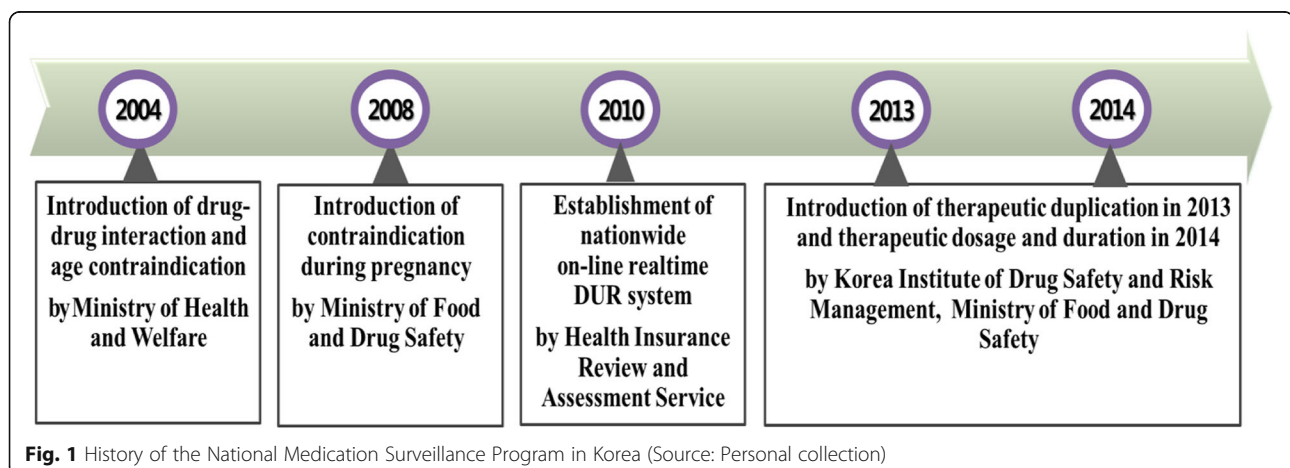 2004
2008
2010
2013
2014
Introduction of drug-
drug interaction and
age contraindication
by Ministry of Health
and Welfare
Introduction of
contraindication
during pregnancy
by Ministry of Food
and Drug Safety
Establishment of
nationwide
on-line realtime
DUR system
by Health Insurance
Review and
Assessment Service
Introduction of therapeutic duplication in 2013
and therapeutic dosage and duration in 2014
by Korea Institute of Drug Safety and Risk
Management, Ministry of Food and Drug
Safety
Fig. 1 History of the National Medication Surveillance Program in Korea (Source: Personal collection)